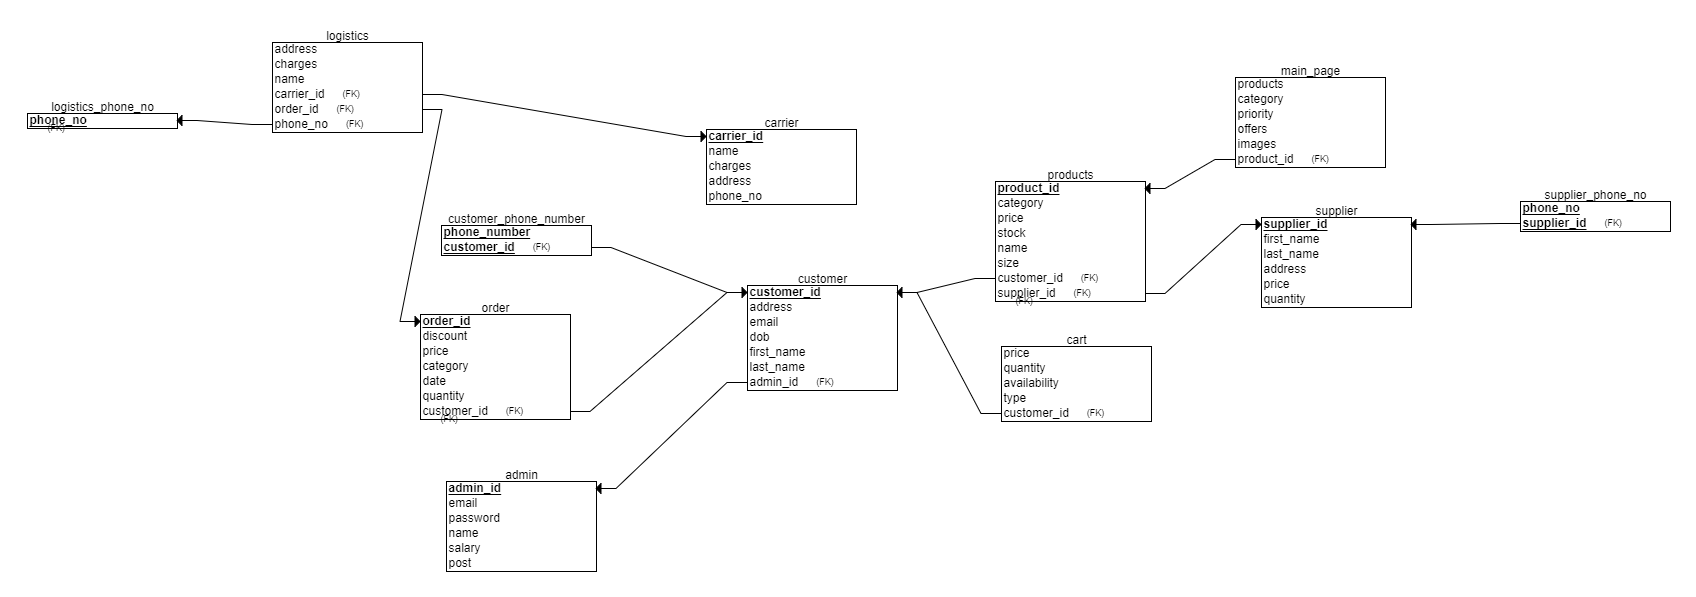 logistics
address
charges
name
carrier_id (FK)
order_id (FK)
phone_no (FK)
logistics_phone_no
phone_no
(FK)
carrier
carrier_id
name
charges
address
phone_no
customer_phone_number
phone_number
customer_id (FK)
order
order_id
discount
price
category
date
quantity
customer_id (FK)
(FK)
customer
customer_id
address
email
dob
first_name
last_name
admin_id (FK)
admin
admin_id
email
password
name
salary
post
main_page
products
category
priority
offers
images
product_id (FK)
products
product_id
category
price
stock
name
size
customer_id (FK)
supplier_id (FK)
(FK)
supplier
supplier_id
first_name
last_name
address
price
quantity
supplier_phone_no
phone_no
supplier_id (FK)
cart
price
quantity
availability
type
customer_id (FK)